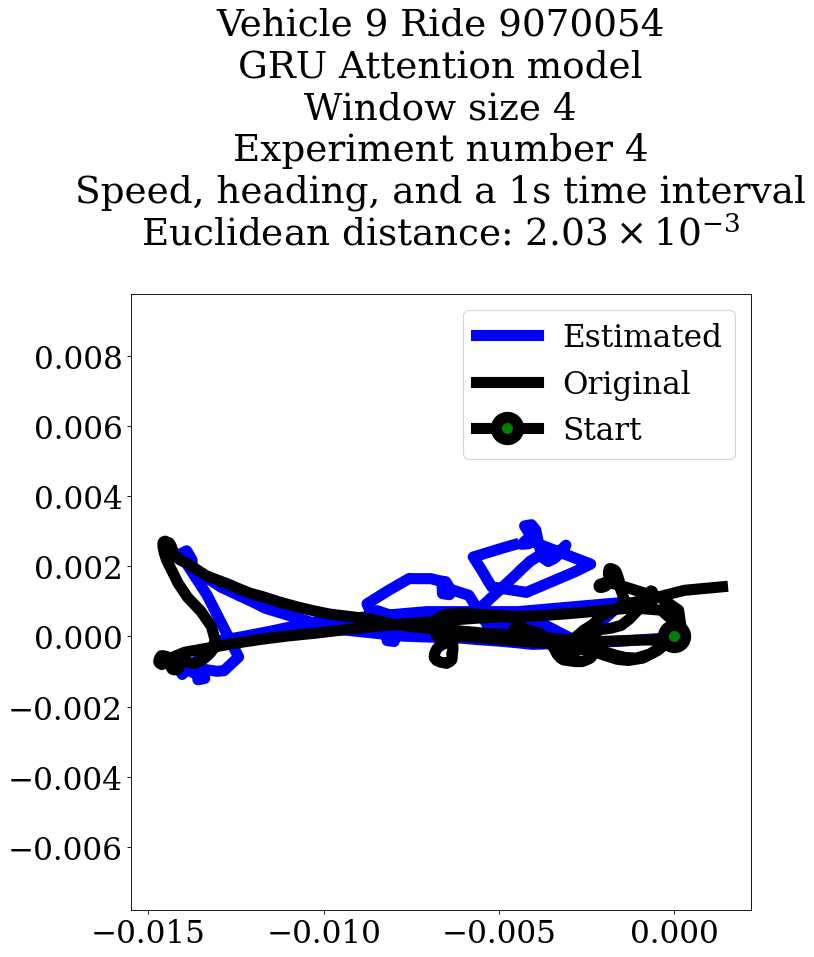 Vehicle 9 Ride 9070054
GRU Attention model
Window size 4
Experiment number 4
Speed, heading, and a 1s time interval
Euclidean distance: 2.03 × 10⁻³
Estimated
Original
Start
0.008
0.006
0.004
0.002
0.000
−0.002
−0.004
−0.006
−0.015 −0.010 −0.005 0.000